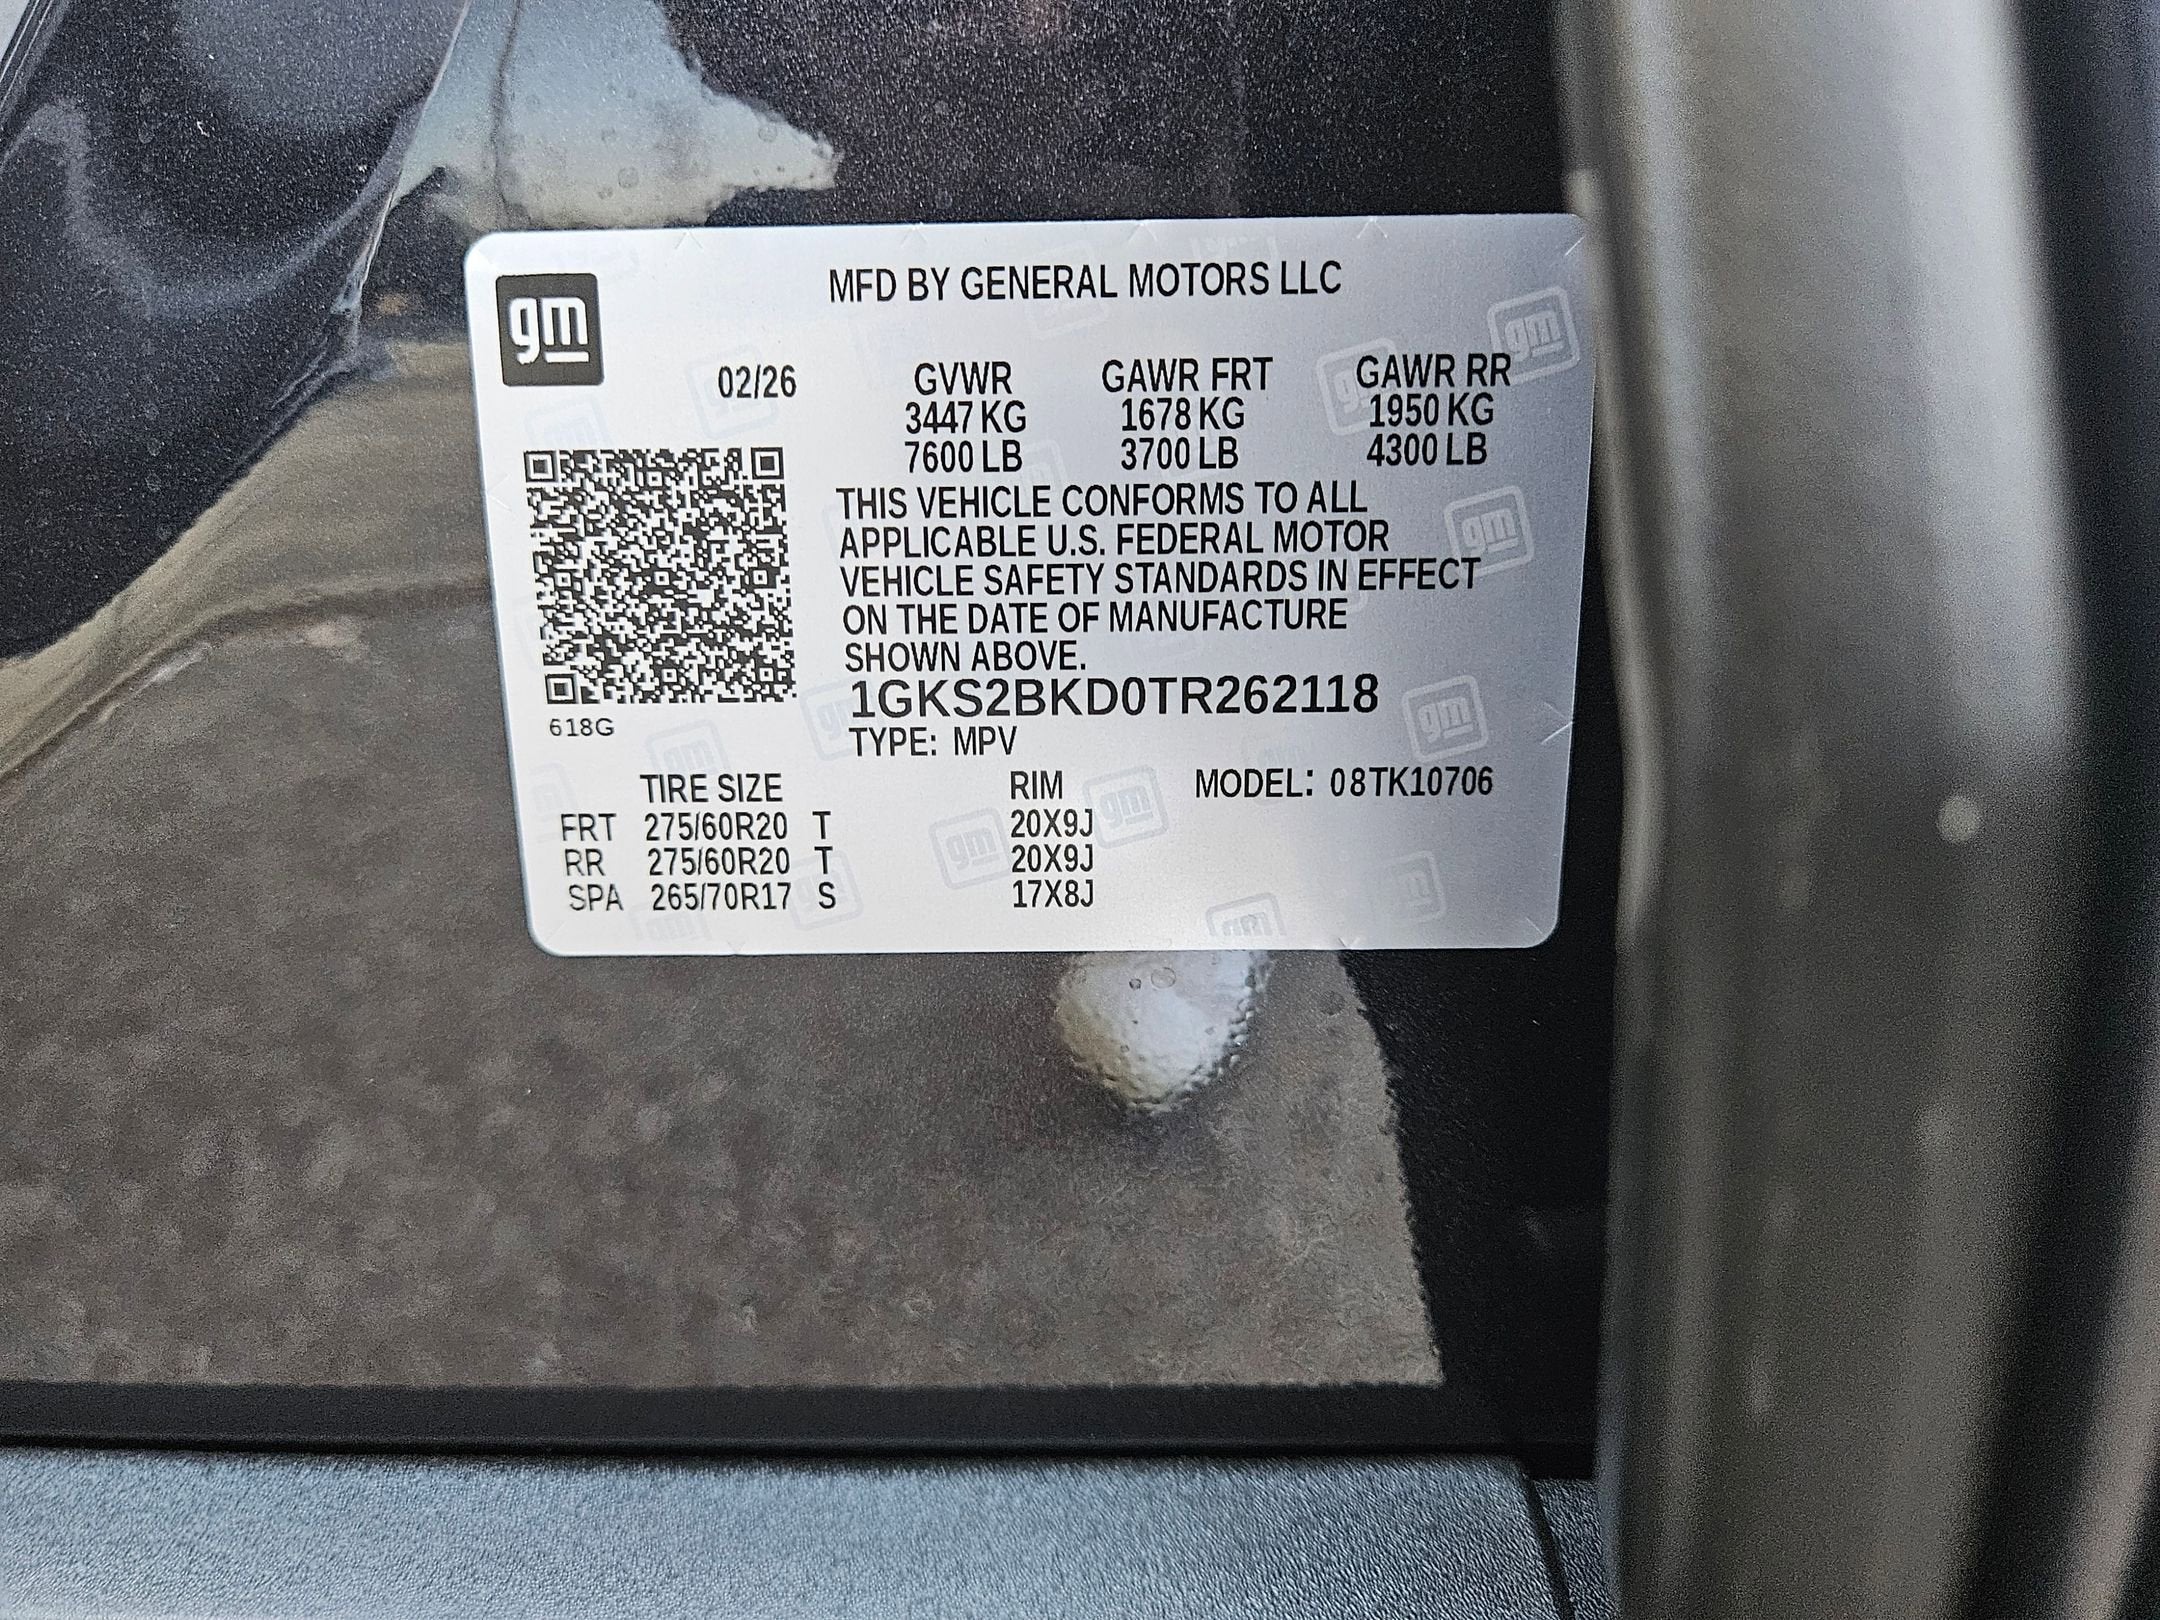 gm
MFD BY GENERAL MOTORS LLC
02/26 GVWR GAWR FRT GAWR RR
3447 KG 1678 KG 1950 KG
7600 LB 3700 LB 4300 LB
THIS VEHICLE CONFORMS TO ALL
APPLICABLE U.S. FEDERAL MOTOR
VEHICLE SAFETY STANDARDS IN EFFECT
ON THE DATE OF MANUFACTURE
SHOWN ABOVE.
1GKS2BKD0TR262118
618G
TYPE: MPV
TIRE SIZE RIM MODEL: 08TK10706
FRT 275/60R20 T 20X9J
RR 275/60R20 T 20X9J
SPA 265/70R17 S 17X8J